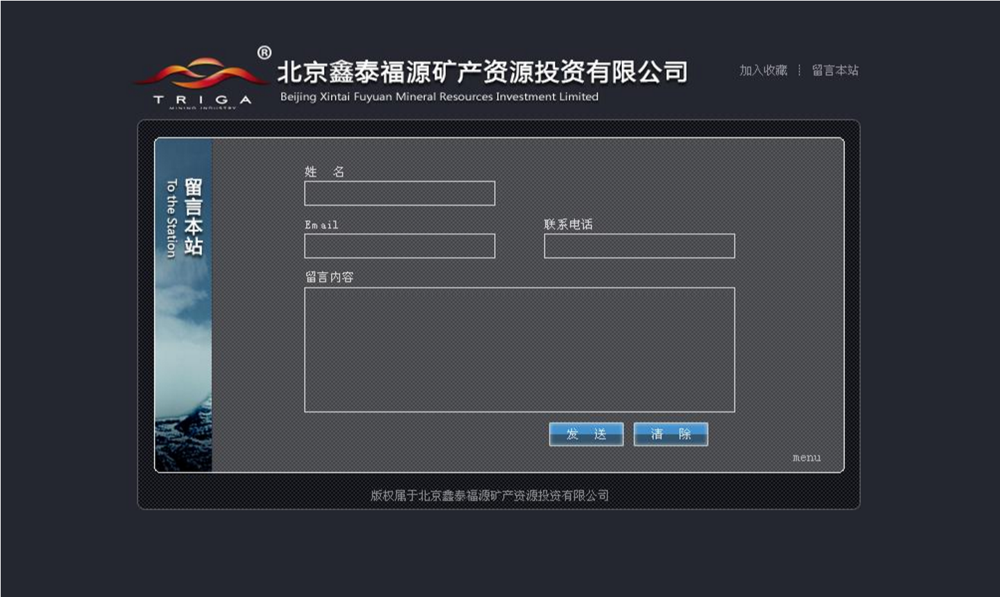 ®
TRIGA
MINING INDUSTRY
北京鑫泰福源矿产资源投资有限公司
Beijing Xintai Fuyuan Mineral Resources Investment Limited
加入收藏 ┊ 留言本站
留言本站
To the Station
姓 名
Email
联系电话
留言内容
发 送
清 除
menu
版权属于北京鑫泰福源矿产资源投资有限公司